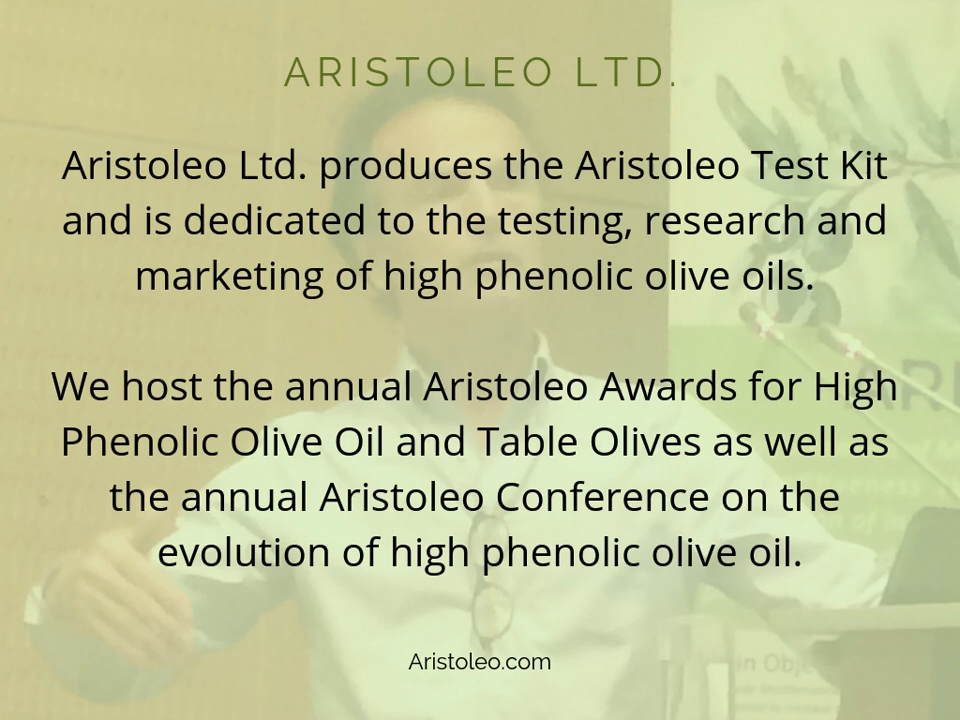 ARISTOLEO LTD.
Aristoleo Ltd. produces the Aristoleo Test Kit
and is dedicated to the testing, research and
marketing of high phenolic olive oils.
We host the annual Aristoleo Awards for High
Phenolic Olive Oil and Table Olives as well as
the annual Aristoleo Conference on the
evolution of high phenolic olive oil.
Aristoleo.com